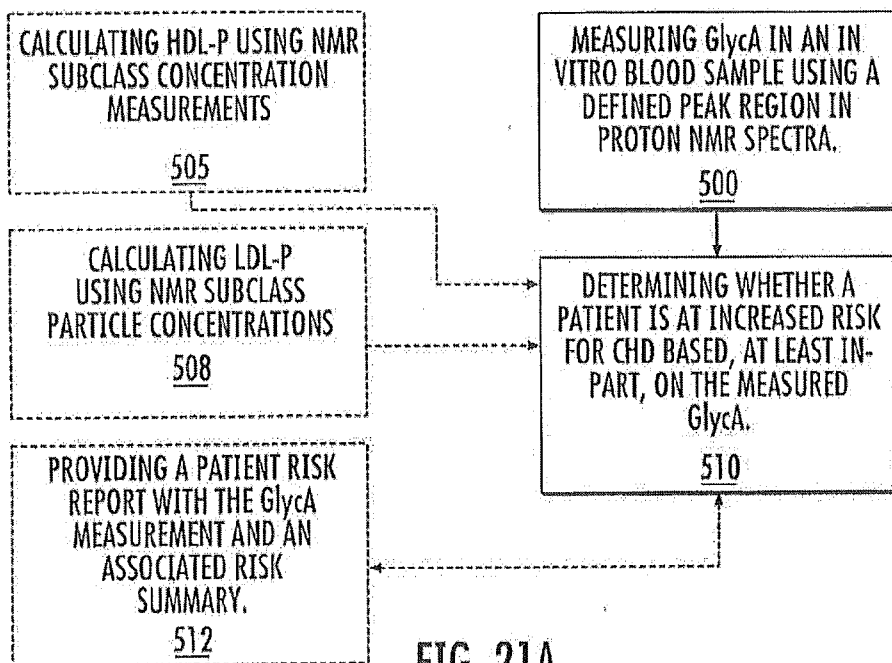 CALCULATING HDL-P USING NMR
SUBCLASS CONCENTRATION
MEASUREMENTS
505
MEASURING GlycA IN AN IN
VITRO BLOOD SAMPLE USING A
DEFINED PEAK REGION IN
PROTON NMR SPECTRA.
500
CALCULATING LDL-P
USING NMR SUBCLASS
PARTICLE CONCENTRATIONS
508
DETERMINING WHETHER A
PATIENT IS AT INCREASED RISK
FOR CHD BASED, AT LEAST IN-
PART, ON THE MEASURED
GlycA.
510
PROVIDING A PATIENT RISK
REPORT WITH THE GlycA
MEASUREMENT AND AN
ASSOCIATED RISK
SUMMARY.
512
FIG. 21A